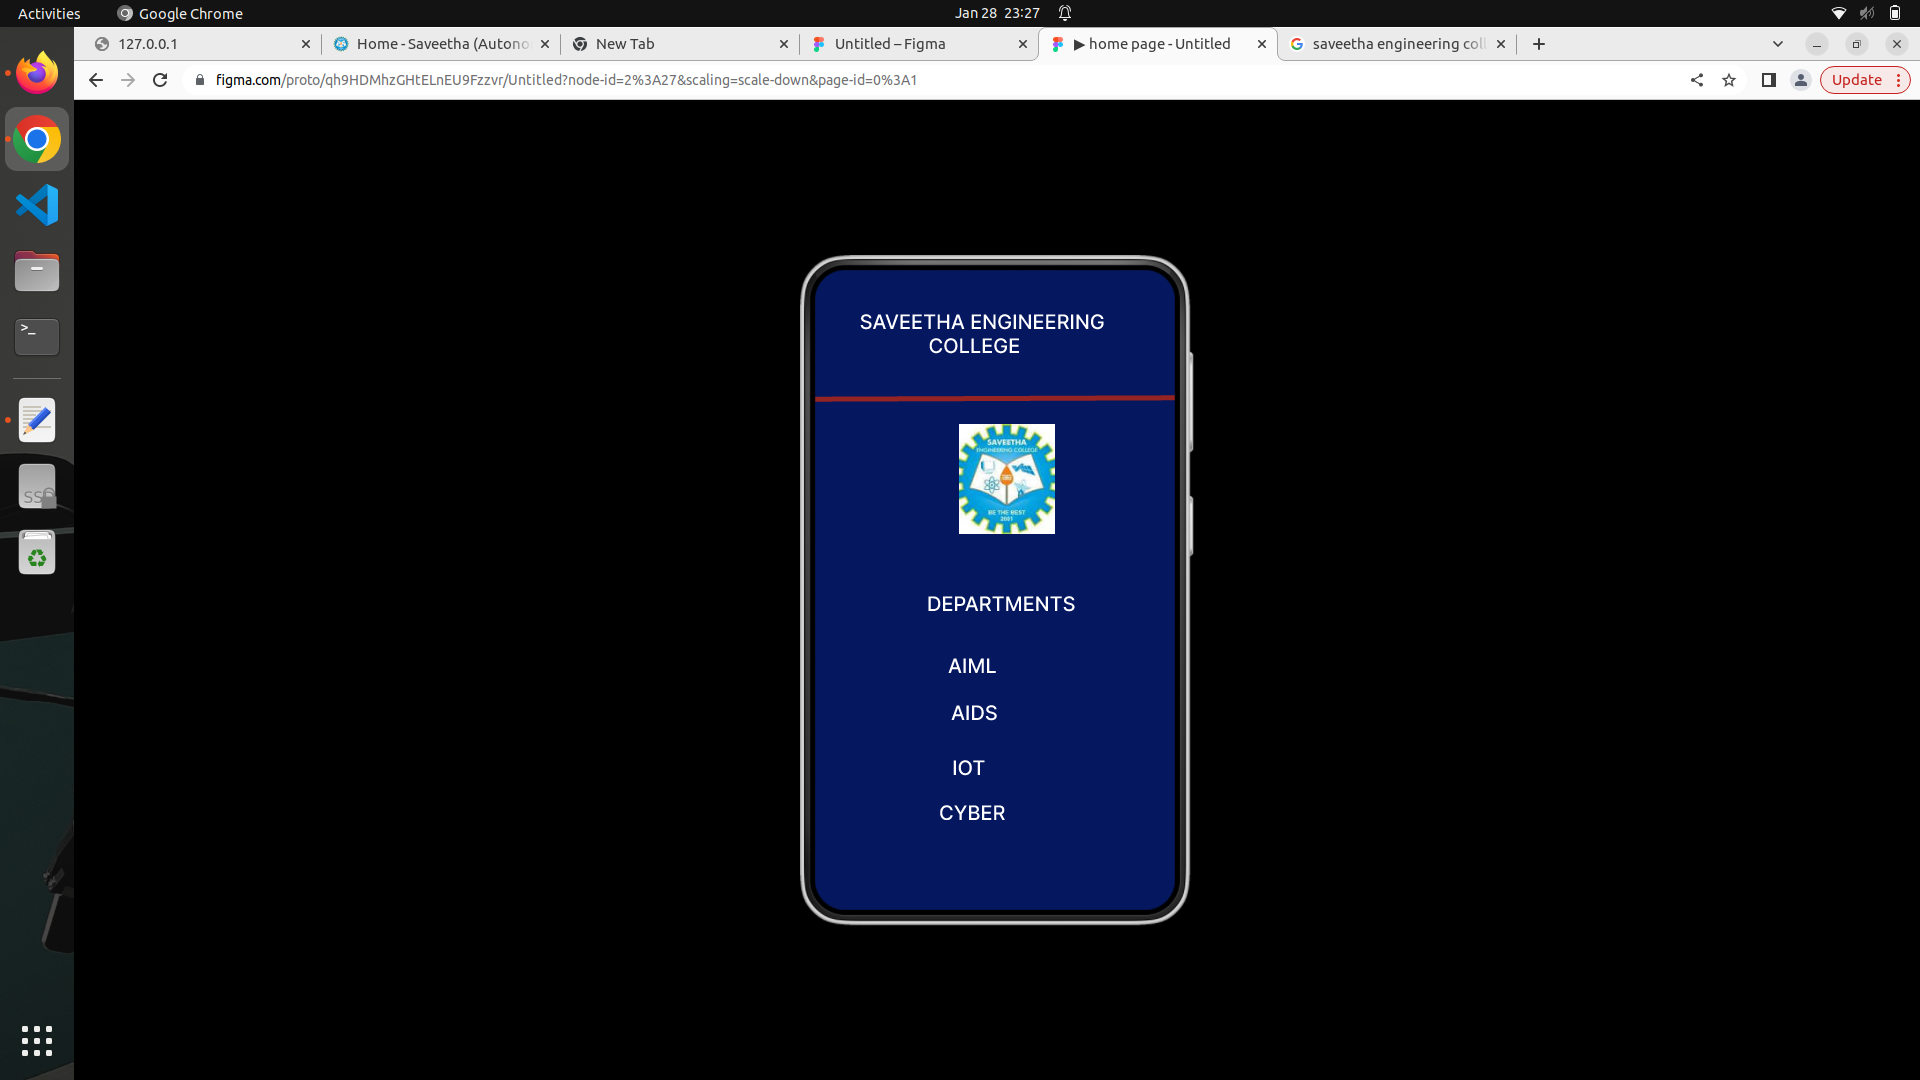 Activities
Google Chrome
Jan 28 23:27
127.0.0.1
Home - Saveetha (Autono
New Tab
Untitled – Figma
▶ home page - Untitled
saveetha engineering coll
figma.com/proto/qh9HDMhzGHtELnEU9Fzzvr/Untitled?node-id=2%3A27&scaling=scale-down&page-id=0%3A1
Update
>_
SS
SAVEETHA ENGINEERING
COLLEGE
SAVEETHA
ENGINEERING COLLEGE
BE THE BEST
2001
DEPARTMENTS
AIML
AIDS
IOT
CYBER